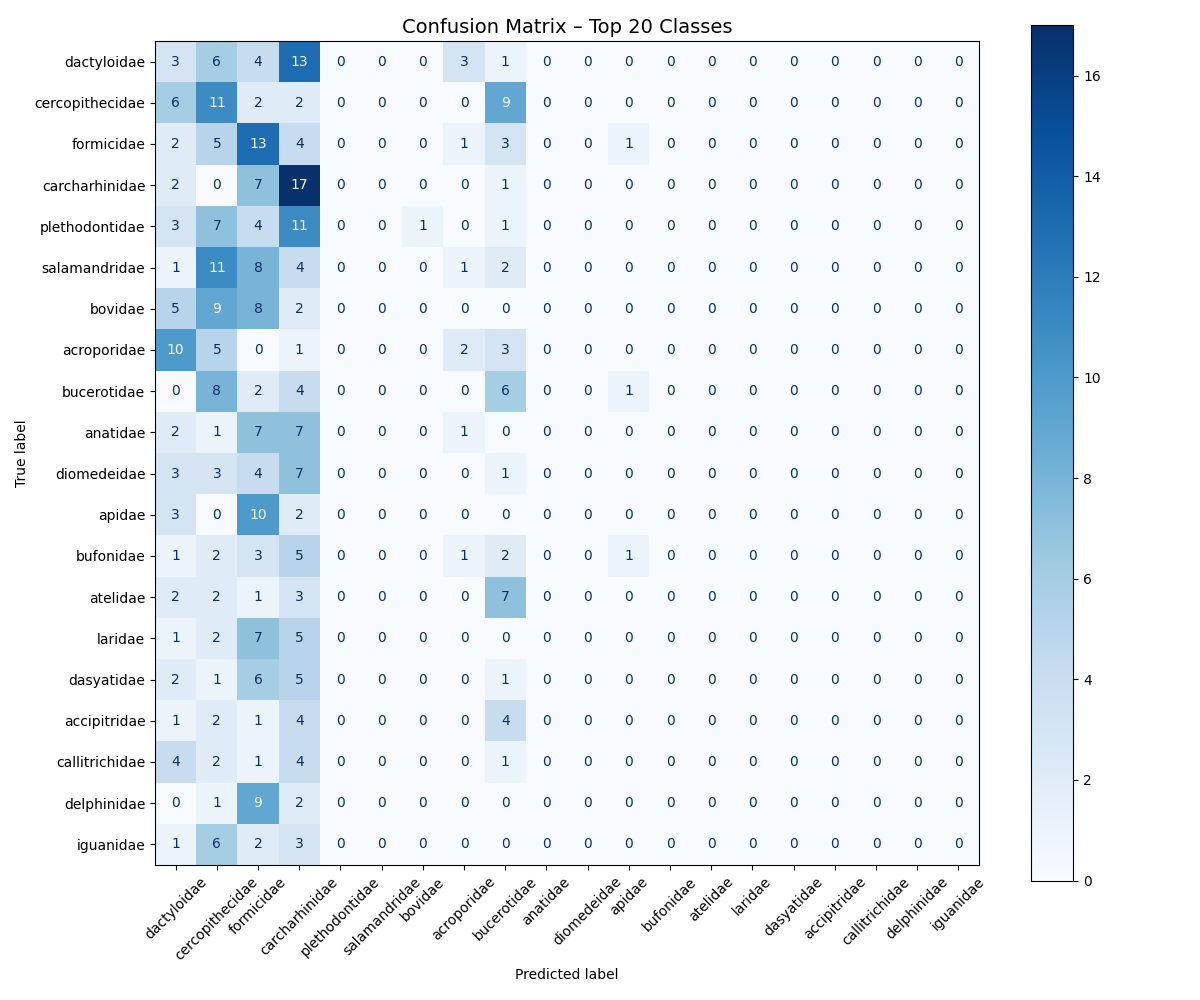 Confusion Matrix – Top 20 Classes
True label
dactyloidae 3 6 4 13 0 0 0 3 1 0 0 0 0 0 0 0 0 0 0 0
cercopithecidae 6 11 2 2 0 0 0 0 9 0 0 0 0 0 0 0 0 0 0 0
formicidae 2 5 13 4 0 0 0 1 3 0 0 1 0 0 0 0 0 0 0 0
carcharhinidae 2 0 7 17 0 0 0 0 1 0 0 0 0 0 0 0 0 0 0 0
plethodontidae 3 7 4 11 0 0 1 0 1 0 0 0 0 0 0 0 0 0 0 0
salamandridae 1 11 8 4 0 0 0 1 2 0 0 0 0 0 0 0 0 0 0 0
bovidae 5 9 8 2 0 0 0 0 0 0 0 0 0 0 0 0 0 0 0 0
acroporidae 10 5 0 1 0 0 0 2 3 0 0 0 0 0 0 0 0 0 0 0
bucerotidae 0 8 2 4 0 0 0 0 6 0 0 1 0 0 0 0 0 0 0 0
anatidae 2 1 7 7 0 0 0 1 0 0 0 0 0 0 0 0 0 0 0 0
diomedeidae 3 3 4 7 0 0 0 0 1 0 0 0 0 0 0 0 0 0 0 0
apidae 3 0 10 2 0 0 0 0 0 0 0 0 0 0 0 0 0 0 0 0
bufonidae 1 2 3 5 0 0 0 1 2 0 0 1 0 0 0 0 0 0 0 0
atelidae 2 2 1 3 0 0 0 0 7 0 0 0 0 0 0 0 0 0 0 0
laridae 1 2 7 5 0 0 0 0 0 0 0 0 0 0 0 0 0 0 0 0
dasyatidae 2 1 6 5 0 0 0 0 1 0 0 0 0 0 0 0 0 0 0 0
accipitridae 1 2 1 4 0 0 0 0 4 0 0 0 0 0 0 0 0 0 0 0
callitrichidae 4 2 1 4 0 0 0 0 1 0 0 0 0 0 0 0 0 0 0 0
delphinidae 0 1 9 2 0 0 0 0 0 0 0 0 0 0 0 0 0 0 0 0
iguanidae 1 6 2 3 0 0 0 0 0 0 0 0 0 0 0 0 0 0 0 0
dactyloidae cercopithecidae formicidae carcharhinidae plethodontidae salamandridae bovidae acroporidae bucerotidae anatidae diomedeidae apidae bufonidae atelidae laridae dasyatidae accipitridae callitrichidae delphinidae iguanidae
Predicted label
16
14
12
10
8
6
4
2
0